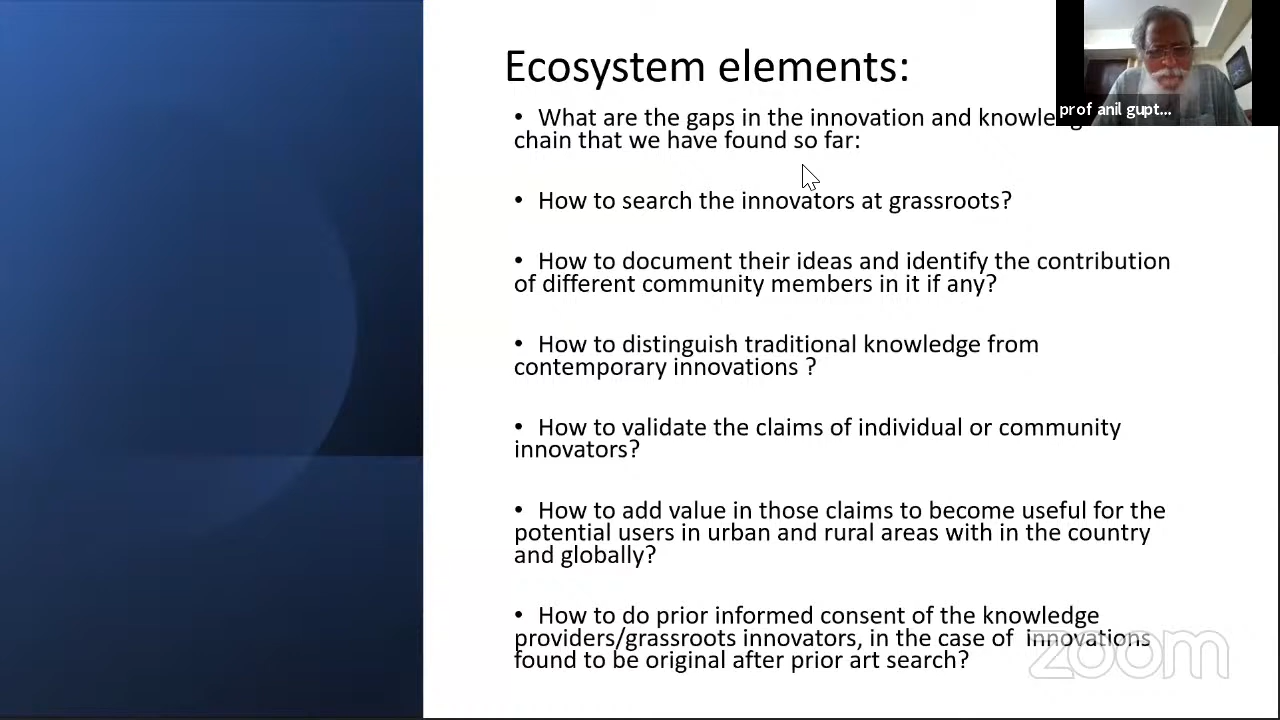 Ecosystem elements:
prof anil gupt...
• What are the gaps in the innovation and knowledg
chain that we have found so far:
• How to search the innovators at grassroots?
• How to document their ideas and identify the contribution
of different community members in it if any?
• How to distinguish traditional knowledge from
contemporary innovations ?
• How to validate the claims of individual or community
innovators?
• How to add value in those claims to become useful for the
potential users in urban and rural areas with in the country
and globally?
• How to do prior informed consent of the knowledge
providers/grassroots innovators, in the case of innovations
found to be original after prior art search?
zoom